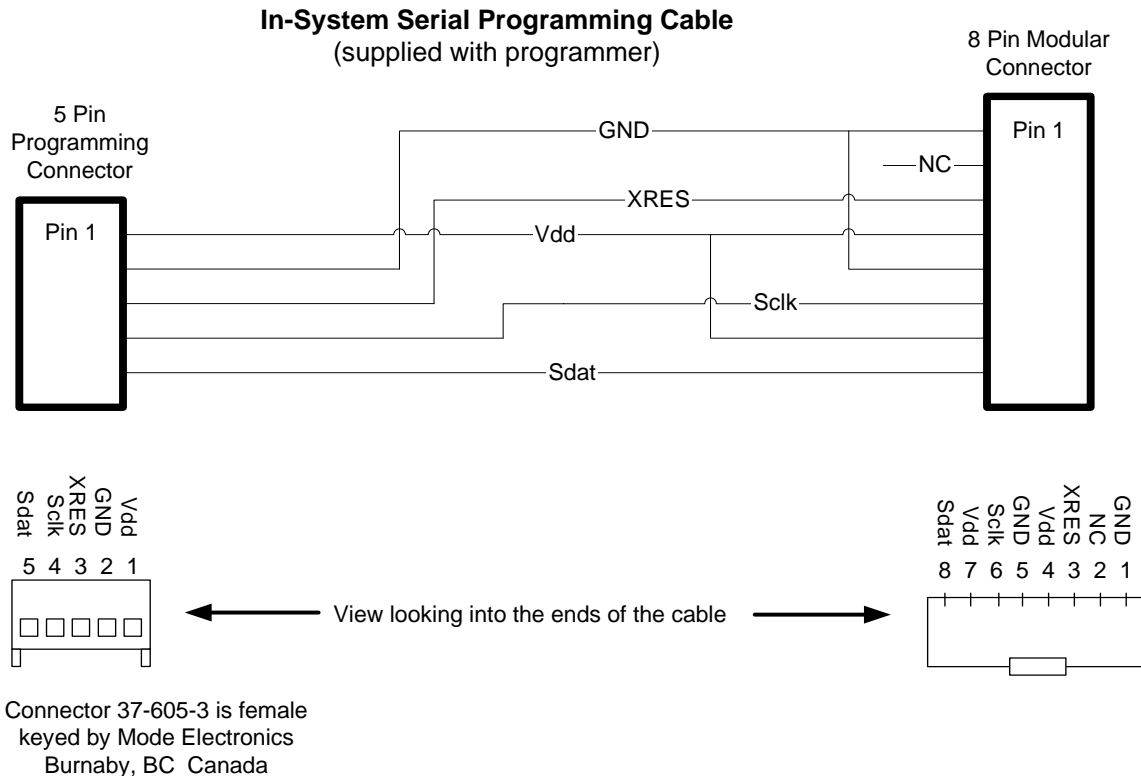 In-System Serial Programming Cable
(supplied with programmer)
8 Pin Modular
Connector
5 Pin
Programming
Connector
Pin 1
Pin 1
GND
NC
XRES
Vdd
Sclk
Sdat
Sdat
Sclk
XRES
GND
Vdd
5 4 3 2 1
View looking into the ends of the cable
Sdat
Vdd
Sclk
GND
Vdd
XRES
NC
GND
8 7 6 5 4 3 2 1
Connector 37-605-3 is female
keyed by Mode Electronics
Burnaby, BC Canada